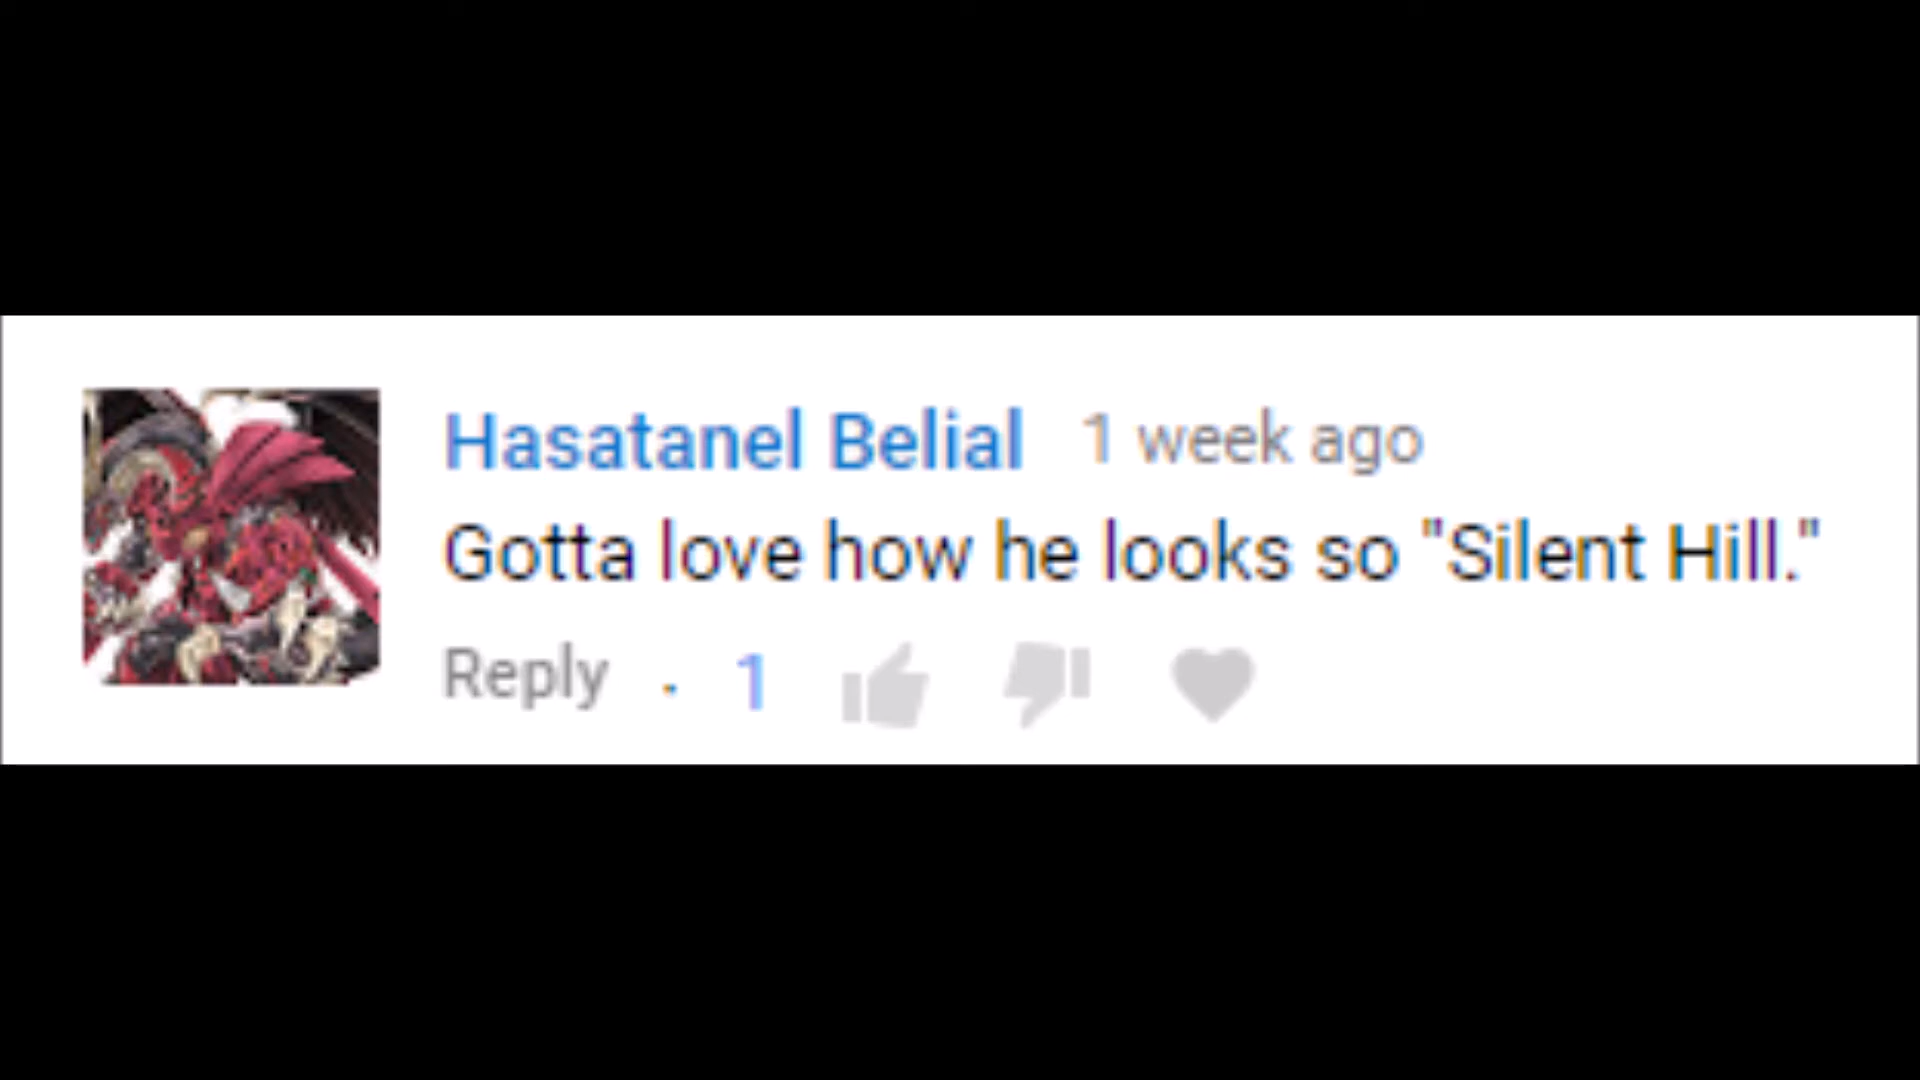 Hasatanel Belial 1 week ago
Gotta love how he looks so "Silent Hill."
Reply · 1